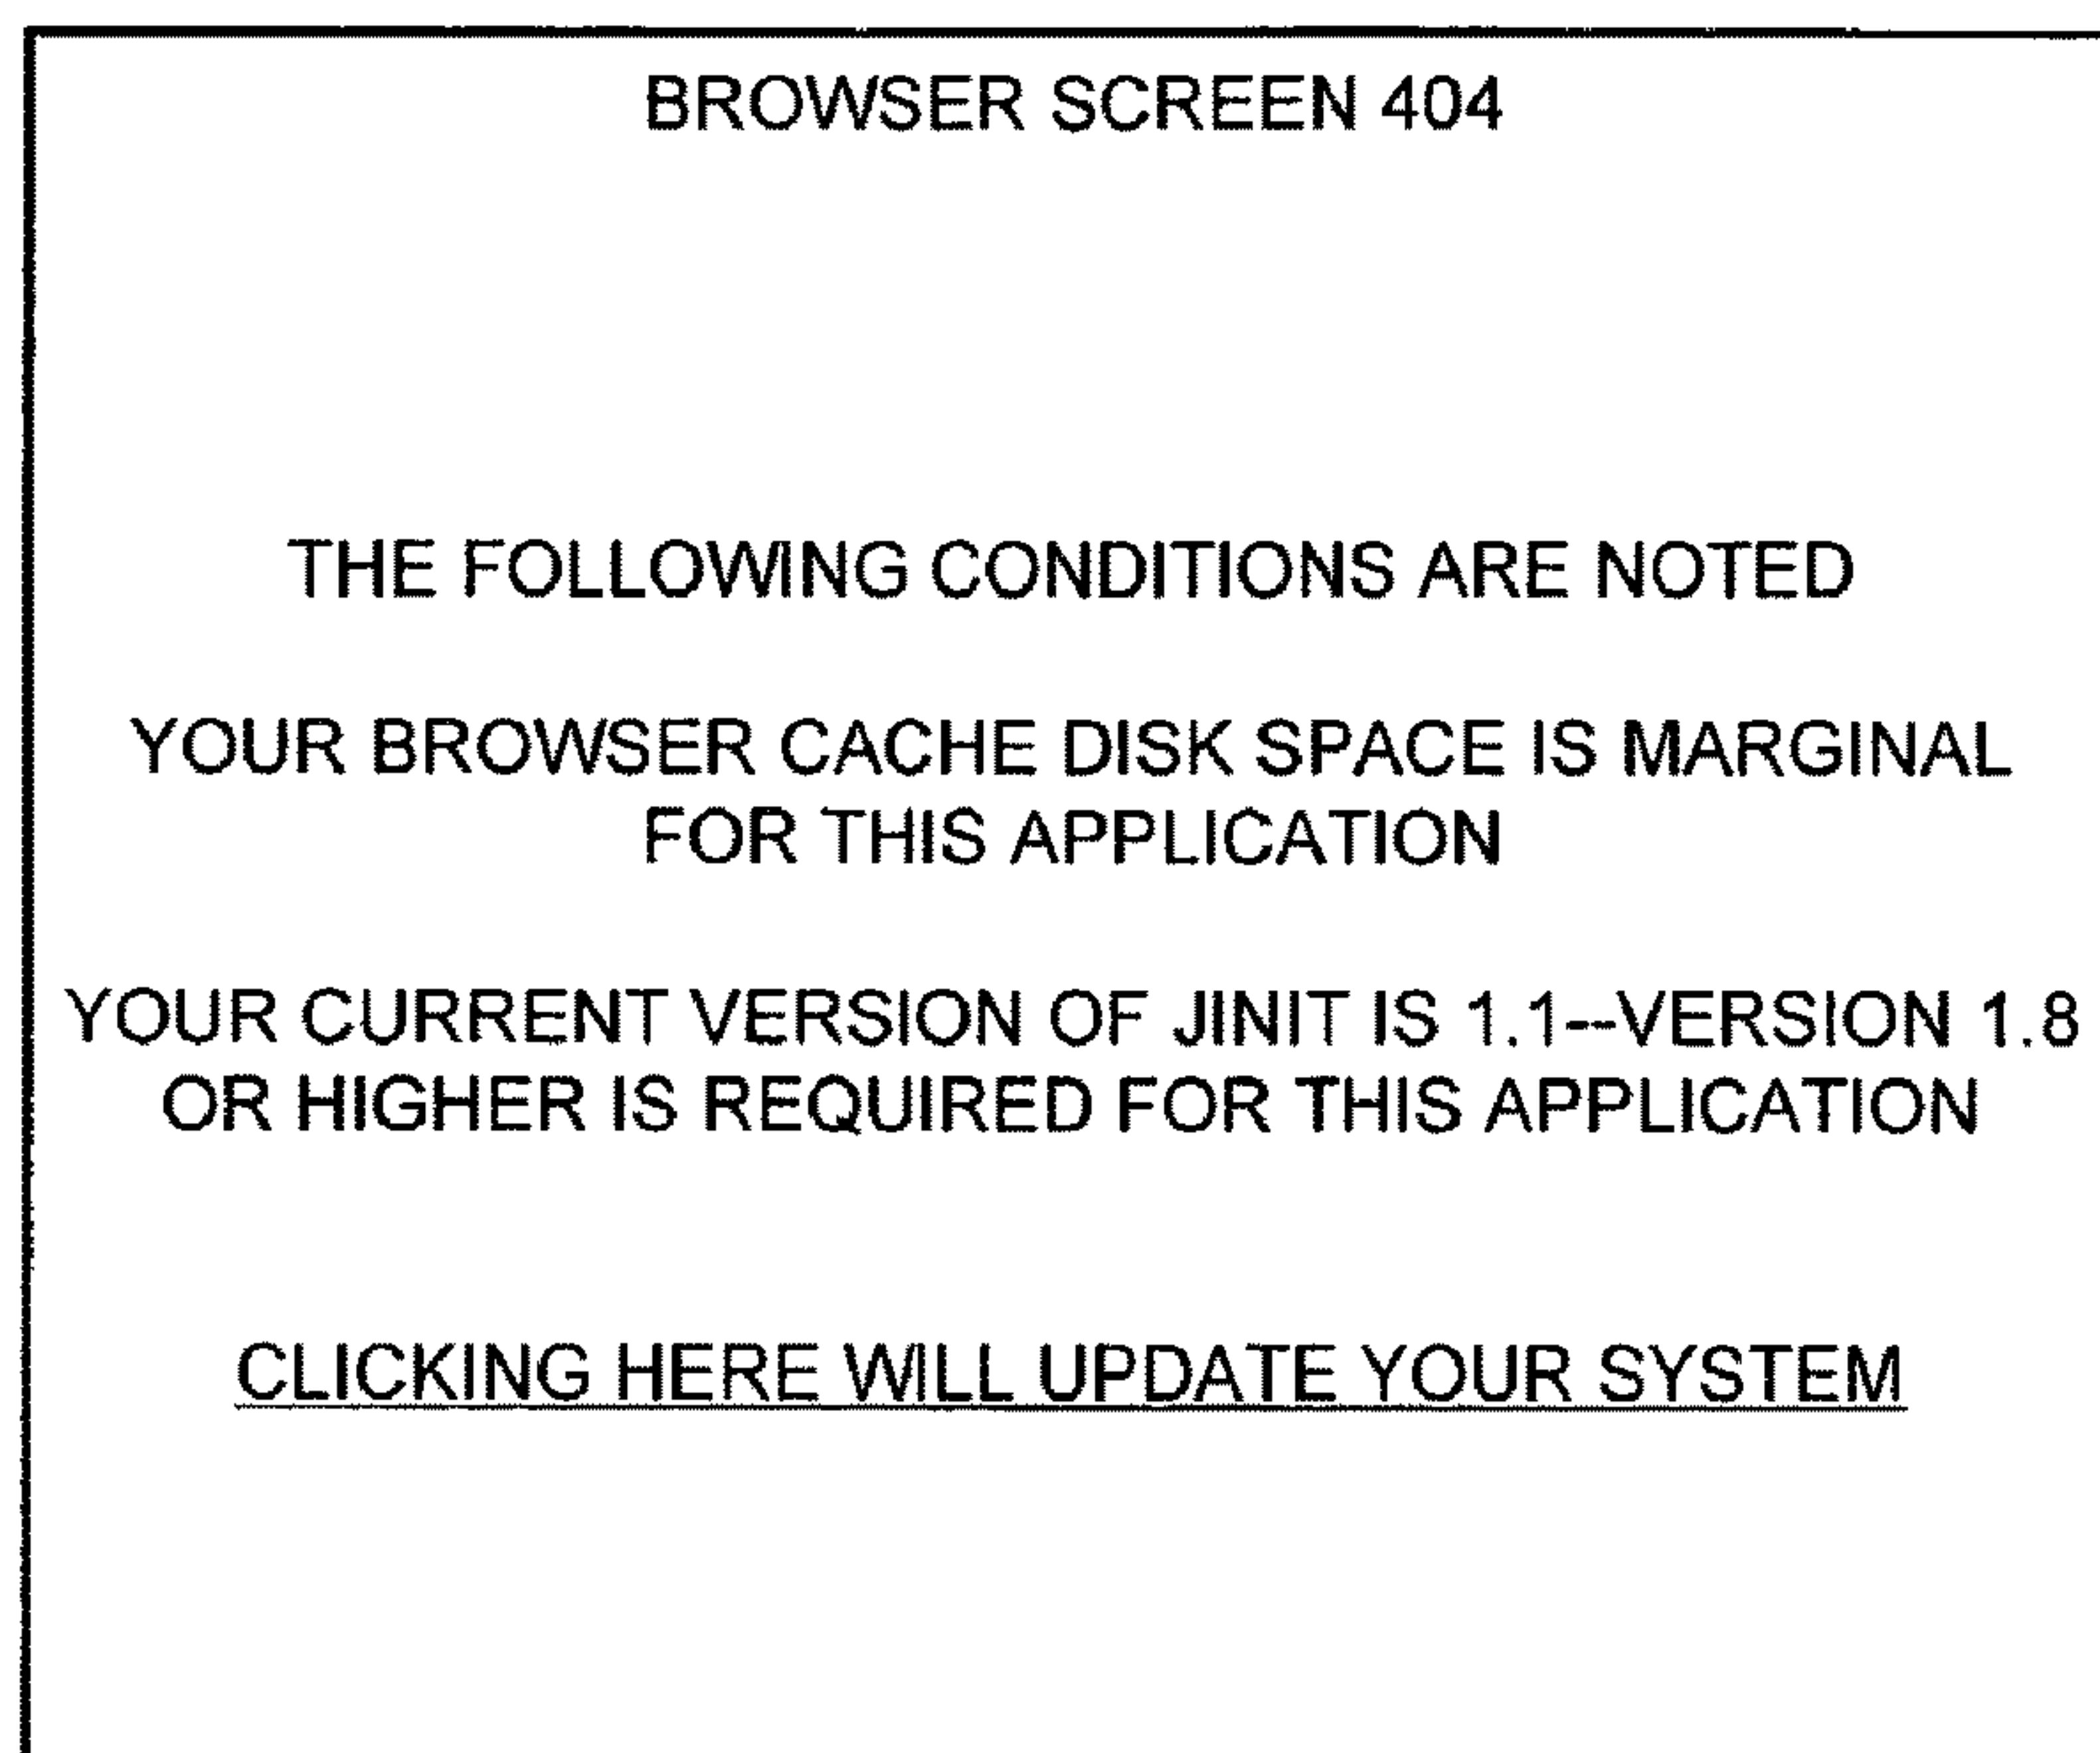 BROWSER SCREEN 404
THE FOLLOWING CONDITIONS ARE NOTED
YOUR BROWSER CACHE DISK SPACE IS MARGINAL
FOR THIS APPLICATION
YOUR CURRENT VERSION OF JINIT IS 1.1--VERSION 1.8
OR HIGHER IS REQUIRED FOR THIS APPLICATION
CLICKING HERE WILL UPDATE YOUR SYSTEM